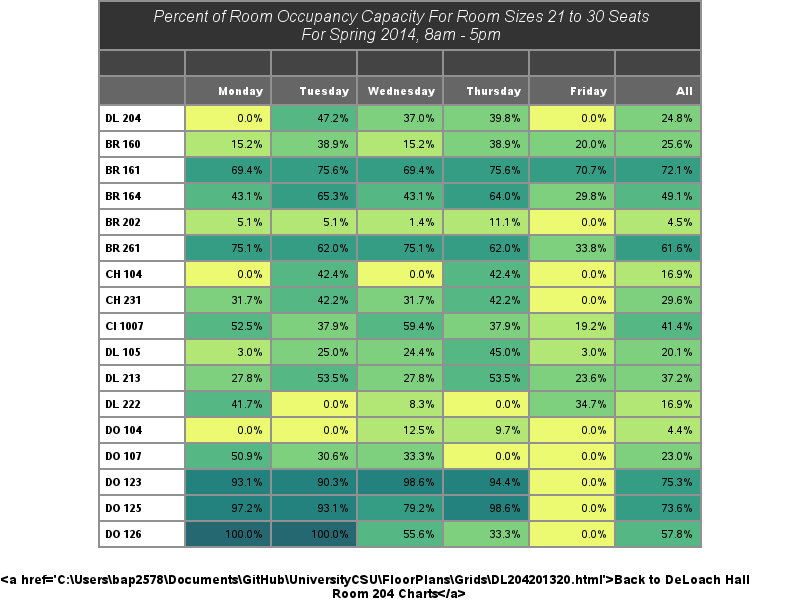 Percent of Room Occupancy Capacity For Room Sizes 21 to 30 Seats
For Spring 2014, 8am - 5pm
Monday Tuesday Wednesday Thursday Friday All
DL 204 0.0% 47.2% 37.0% 39.8% 0.0% 24.8%
BR 160 15.2% 38.9% 15.2% 38.9% 20.0% 25.6%
BR 161 69.4% 75.6% 69.4% 75.6% 70.7% 72.1%
BR 164 43.1% 65.3% 43.1% 64.0% 29.8% 49.1%
BR 202 5.1% 5.1% 1.4% 11.1% 0.0% 4.5%
BR 261 75.1% 62.0% 75.1% 62.0% 33.8% 61.6%
CH 104 0.0% 42.4% 0.0% 42.4% 0.0% 16.9%
CH 231 31.7% 42.2% 31.7% 42.2% 0.0% 29.6%
CI 1007 52.5% 37.9% 59.4% 37.9% 19.2% 41.4%
DL 105 3.0% 25.0% 24.4% 45.0% 3.0% 20.1%
DL 213 27.8% 53.5% 27.8% 53.5% 23.6% 37.2%
DL 222 41.7% 0.0% 8.3% 0.0% 34.7% 16.9%
DO 104 0.0% 0.0% 12.5% 9.7% 0.0% 4.4%
DO 107 50.9% 30.6% 33.3% 0.0% 0.0% 23.0%
DO 123 93.1% 90.3% 98.6% 94.4% 0.0% 75.3%
DO 125 97.2% 93.1% 79.2% 98.6% 0.0% 73.6%
DO 126 100.0% 100.0% 55.6% 33.3% 0.0% 57.8%
<a href='C:\Users\bap2578\Documents\GitHub\UniversityCSU\FloorPlans\Grids\DL204201320.html'>Back to DeLoach Hall
Room 204 Charts</a>